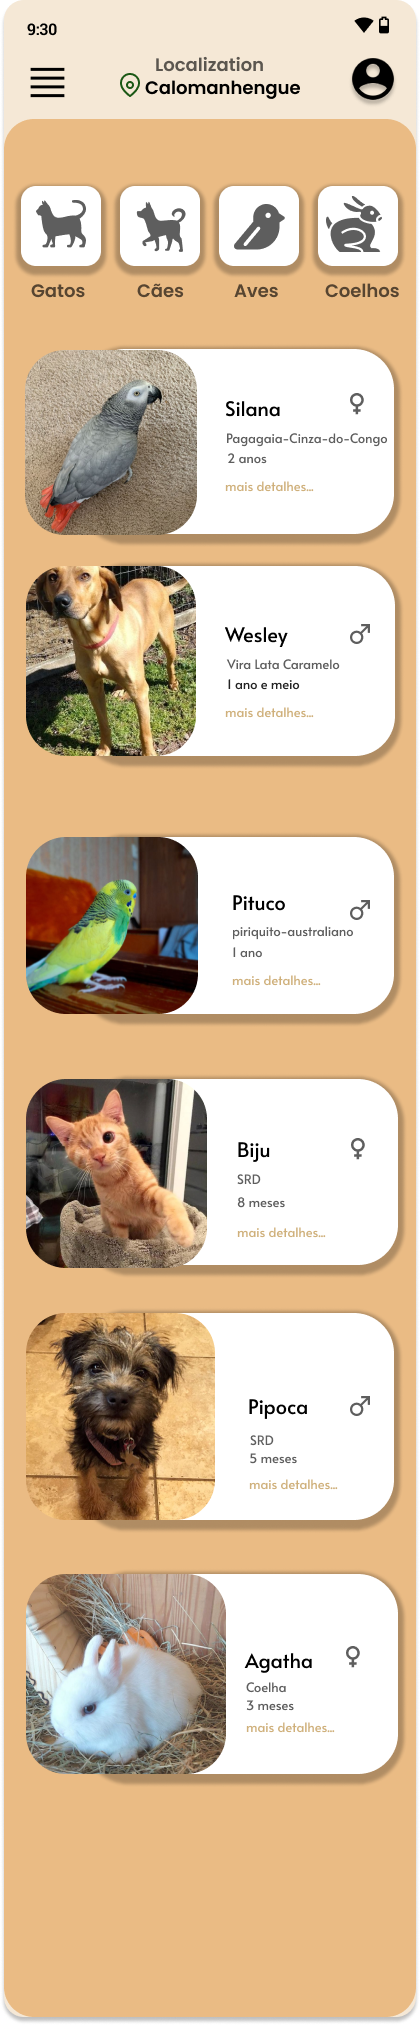 9:30
Localization
Calomanhengue
Gatos
Cães
Aves
Coelhos
Silana
Pagagaia-Cinza-do-Congo
2 anos
mais detalhes...
Wesley
Vira Lata Caramelo
1 ano e meio
mais detalhes...
Pituco
piriquito-australiano
1 ano
mais detalhes...
Biju
SRD
8 meses
mais detalhes...
Pipoca
SRD
5 meses
mais detalhes...
Agatha
Coelha
3 meses
mais detalhes...